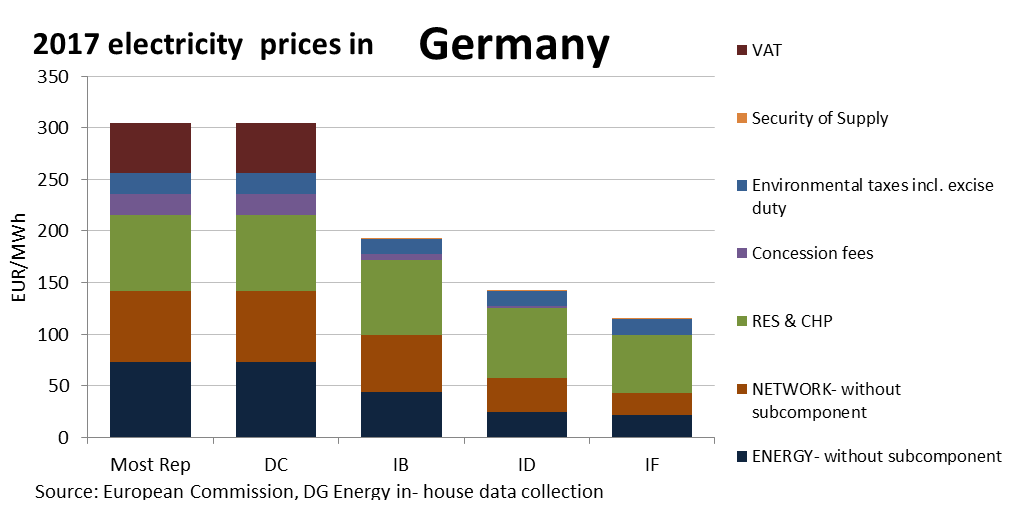 2017 electricity prices in Germany
VAT
350
300
250
200
150
100
50
0
EUR/MWh
Security of Supply
Environmental taxes incl. excise
duty
Concession fees
RES & CHP
NETWORK- without
subcomponent
ENERGY- without subcomponent
Most Rep DC IB ID IF
Source: European Commission, DG Energy in- house data collection